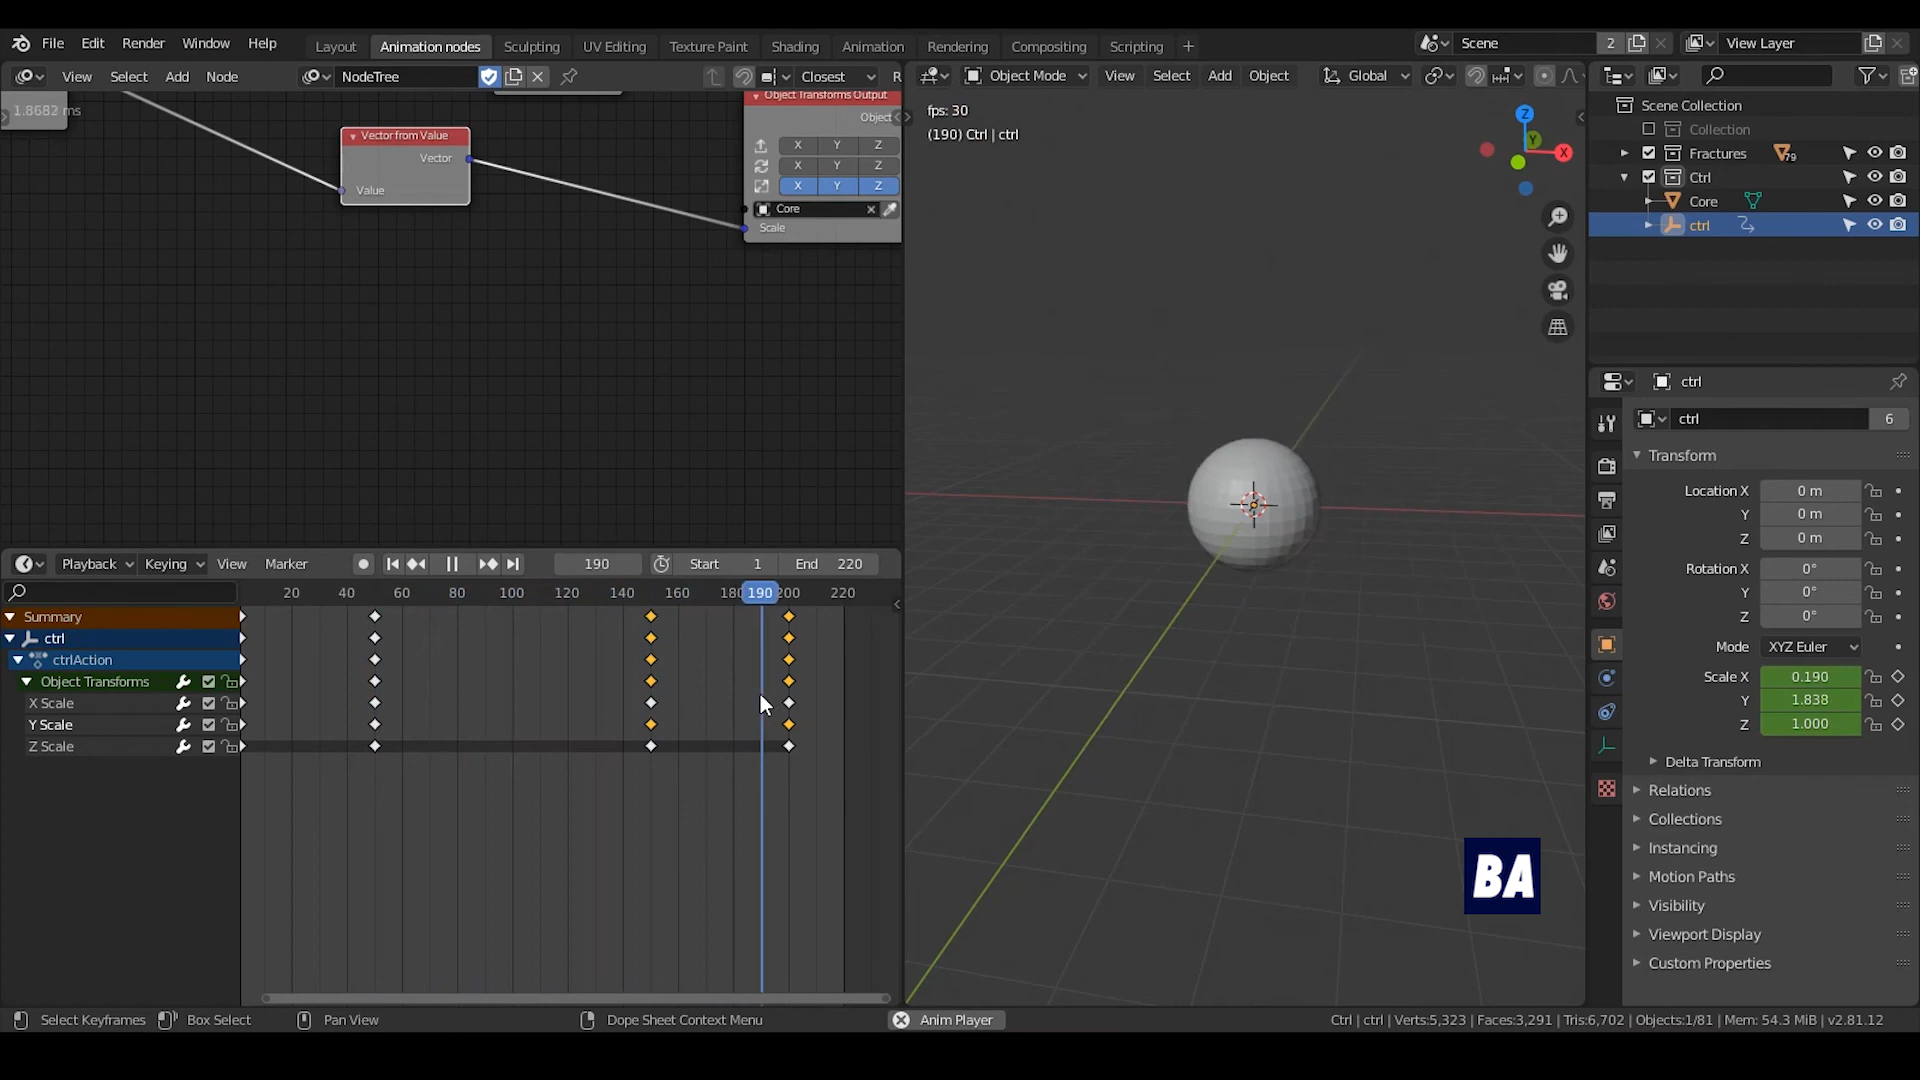 File Edit Render Window Help Layout Animation nodes Sculpting UV Editing Texture Paint Shading Animation Rendering Compositing Scripting + Scene 2 View Layer
View Select Add Node NodeTree Closest R
Object Mode View Select Add Object Global
1.8682 ms
Object Transforms Output
Object
X Y Z
X Y Z
X Y Z
Core
Scale
Vector from Value
Vector
Value
fps: 30
(190) Ctrl | ctrl
Z
Y
X
Scene Collection
Collection
Fractures 79
Ctrl
Core
ctrl
ctrl
ctrl 6
Transform
Location X 0 m
Y 0 m
Z 0 m
Rotation X 0°
Y 0°
Z 0°
Mode XYZ Euler
Scale X 0.190
Y 1.838
Z 1.000
Delta Transform
Relations
Collections
Instancing
Motion Paths
Visibility
Viewport Display
Custom Properties
Playback Keying View Marker 190 Start 1 End 220
20 40 60 80 100 120 140 160 180 190 200 220
Summary
ctrl
ctrlAction
Object Transforms
X Scale
Y Scale
Z Scale
BA
Select Keyframes Box Select Pan View Dope Sheet Context Menu Anim Player Ctrl | ctrl | Verts:5,323 | Faces:3,291 | Tris:6,702 | Objects:1/81 | Mem: 54.3 MiB | v2.81.12